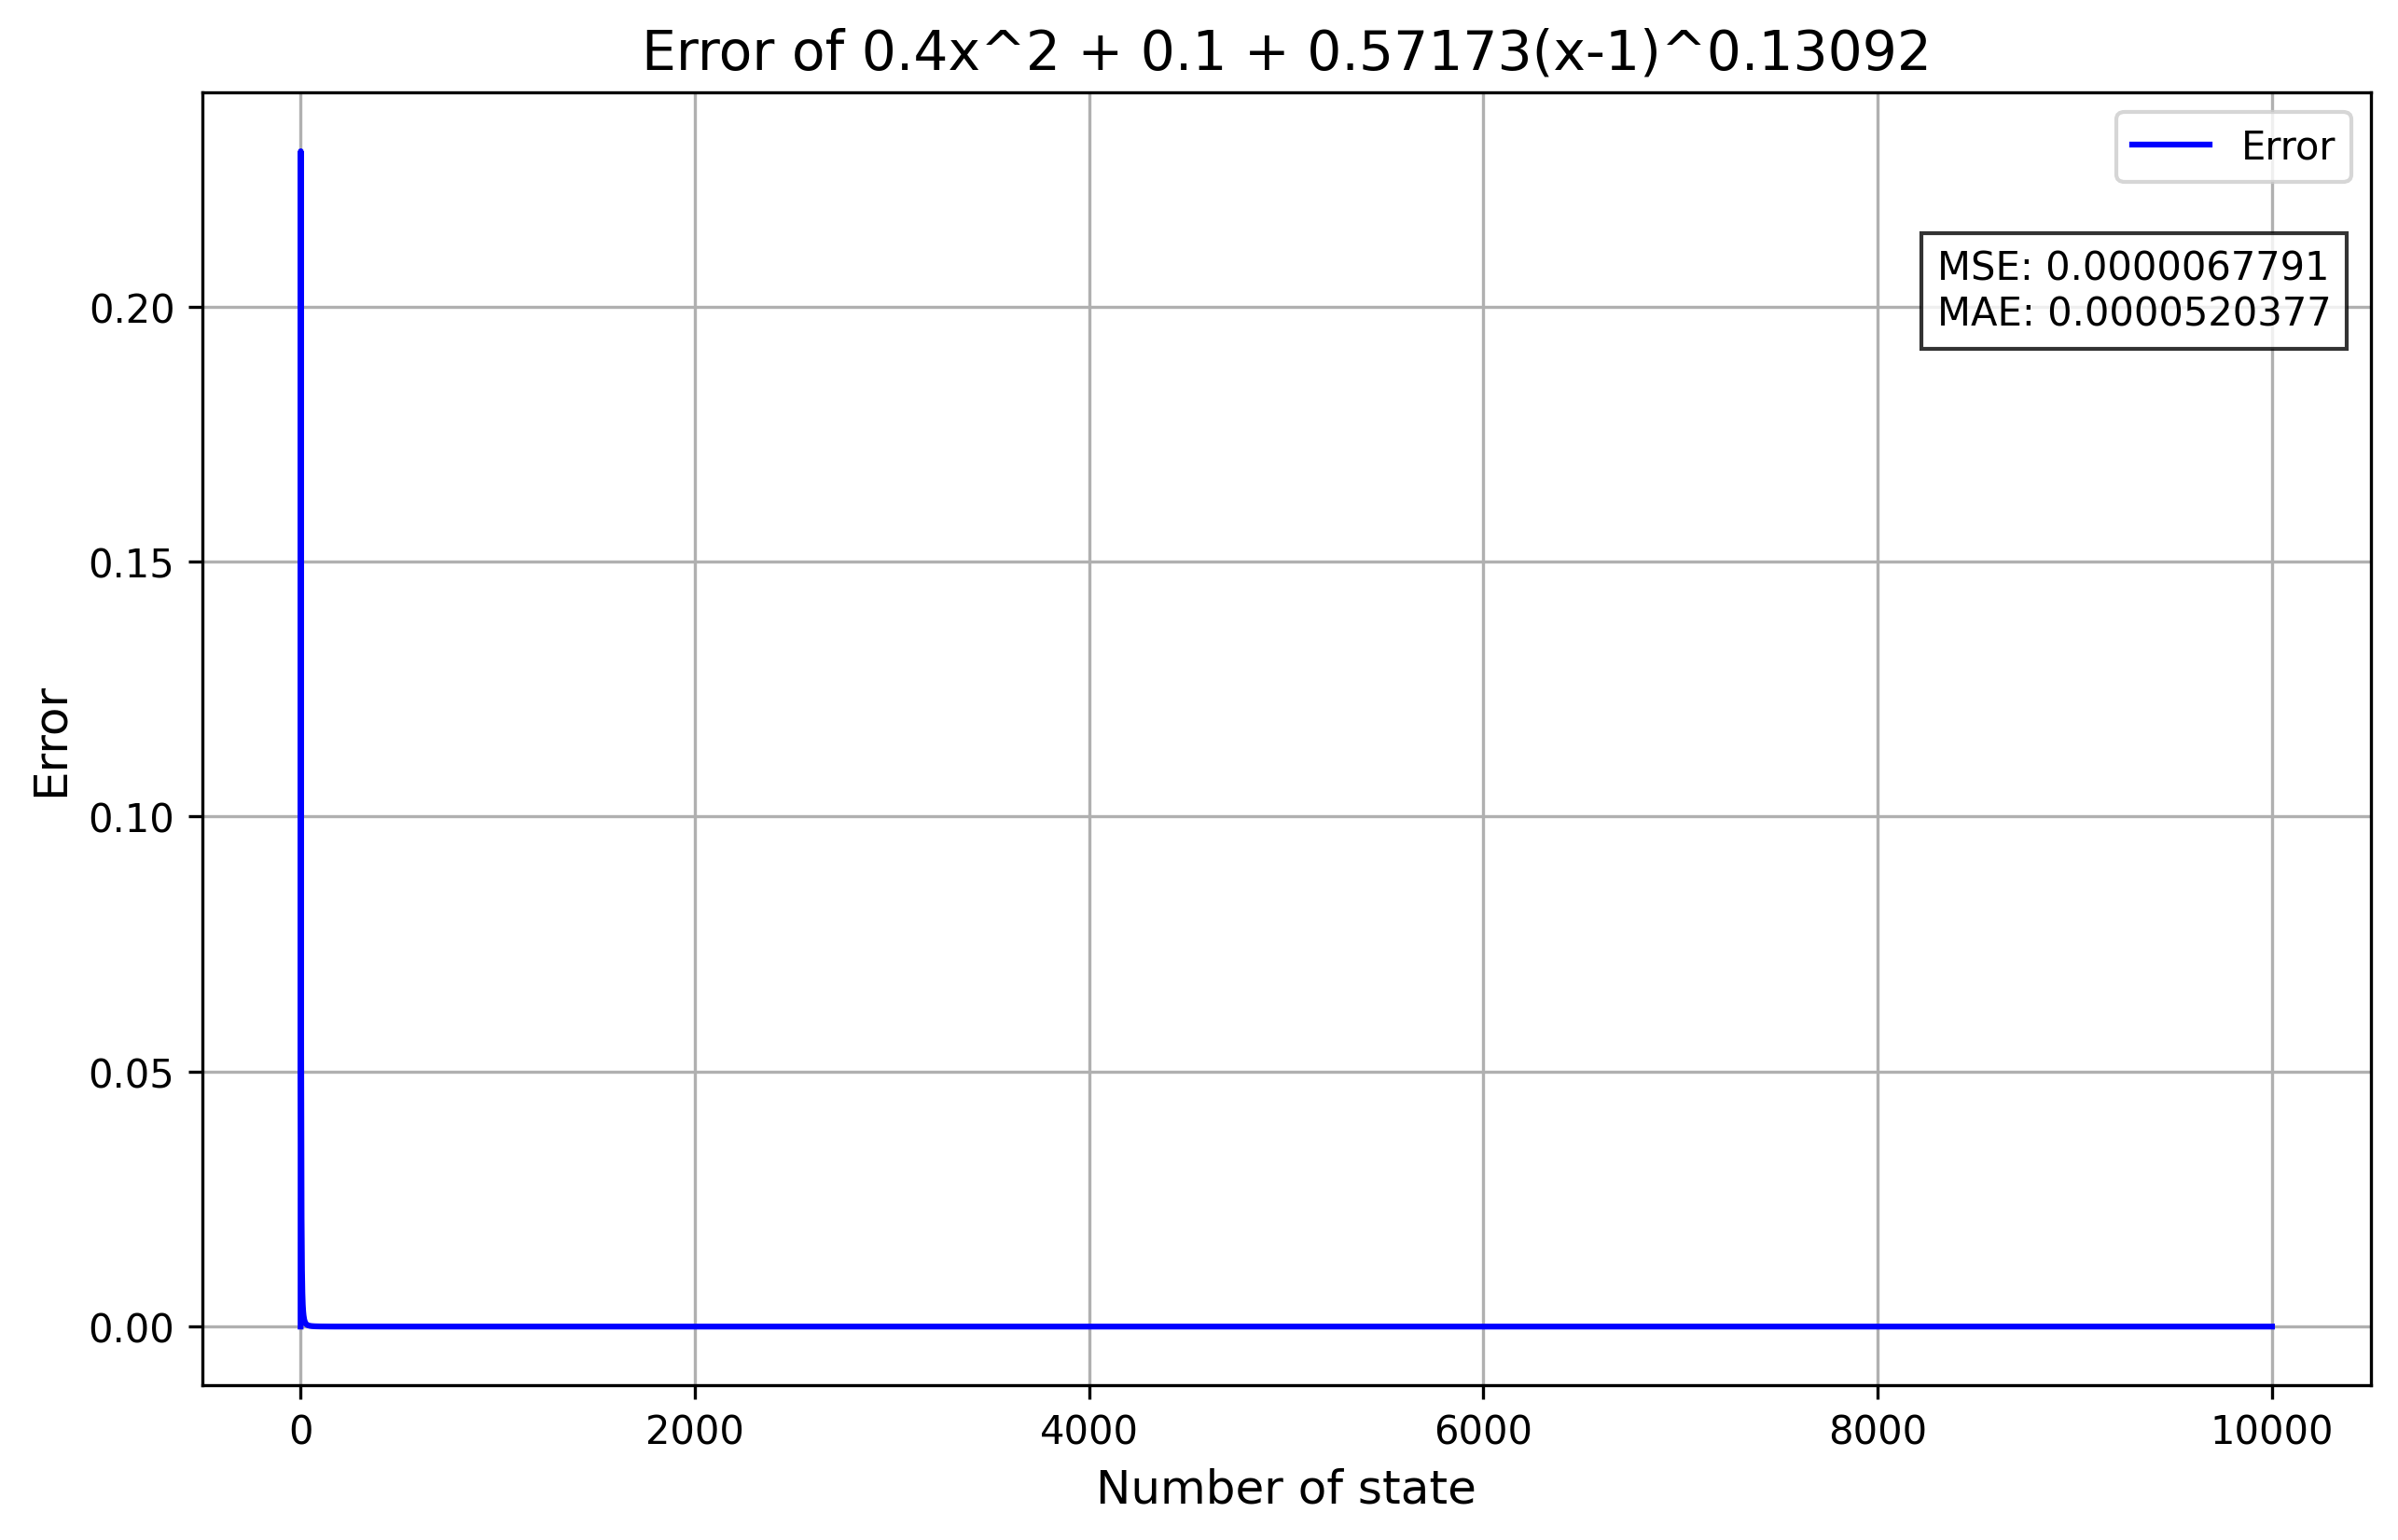 Error of 0.4x^2 + 0.1 + 0.57173(x-1)^0.13092
Error
MSE: 0.0000067791
MAE: 0.0000520377
0.20
0.15
0.10
0.05
0.00
Error
0 2000 4000 6000 8000 10000
Number of state